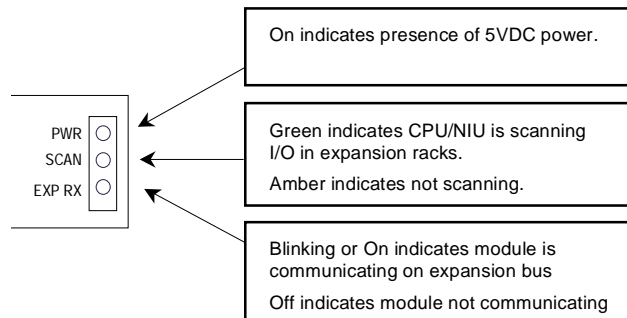 On indicates presence of 5VDC power.
PWR
SCAN
EXP RX
Green indicates CPU/NIU is scanning
I/O in expansion racks.
Amber indicates not scanning.
Blinking or On indicates module is
communicating on expansion bus
Off indicates module not communicating